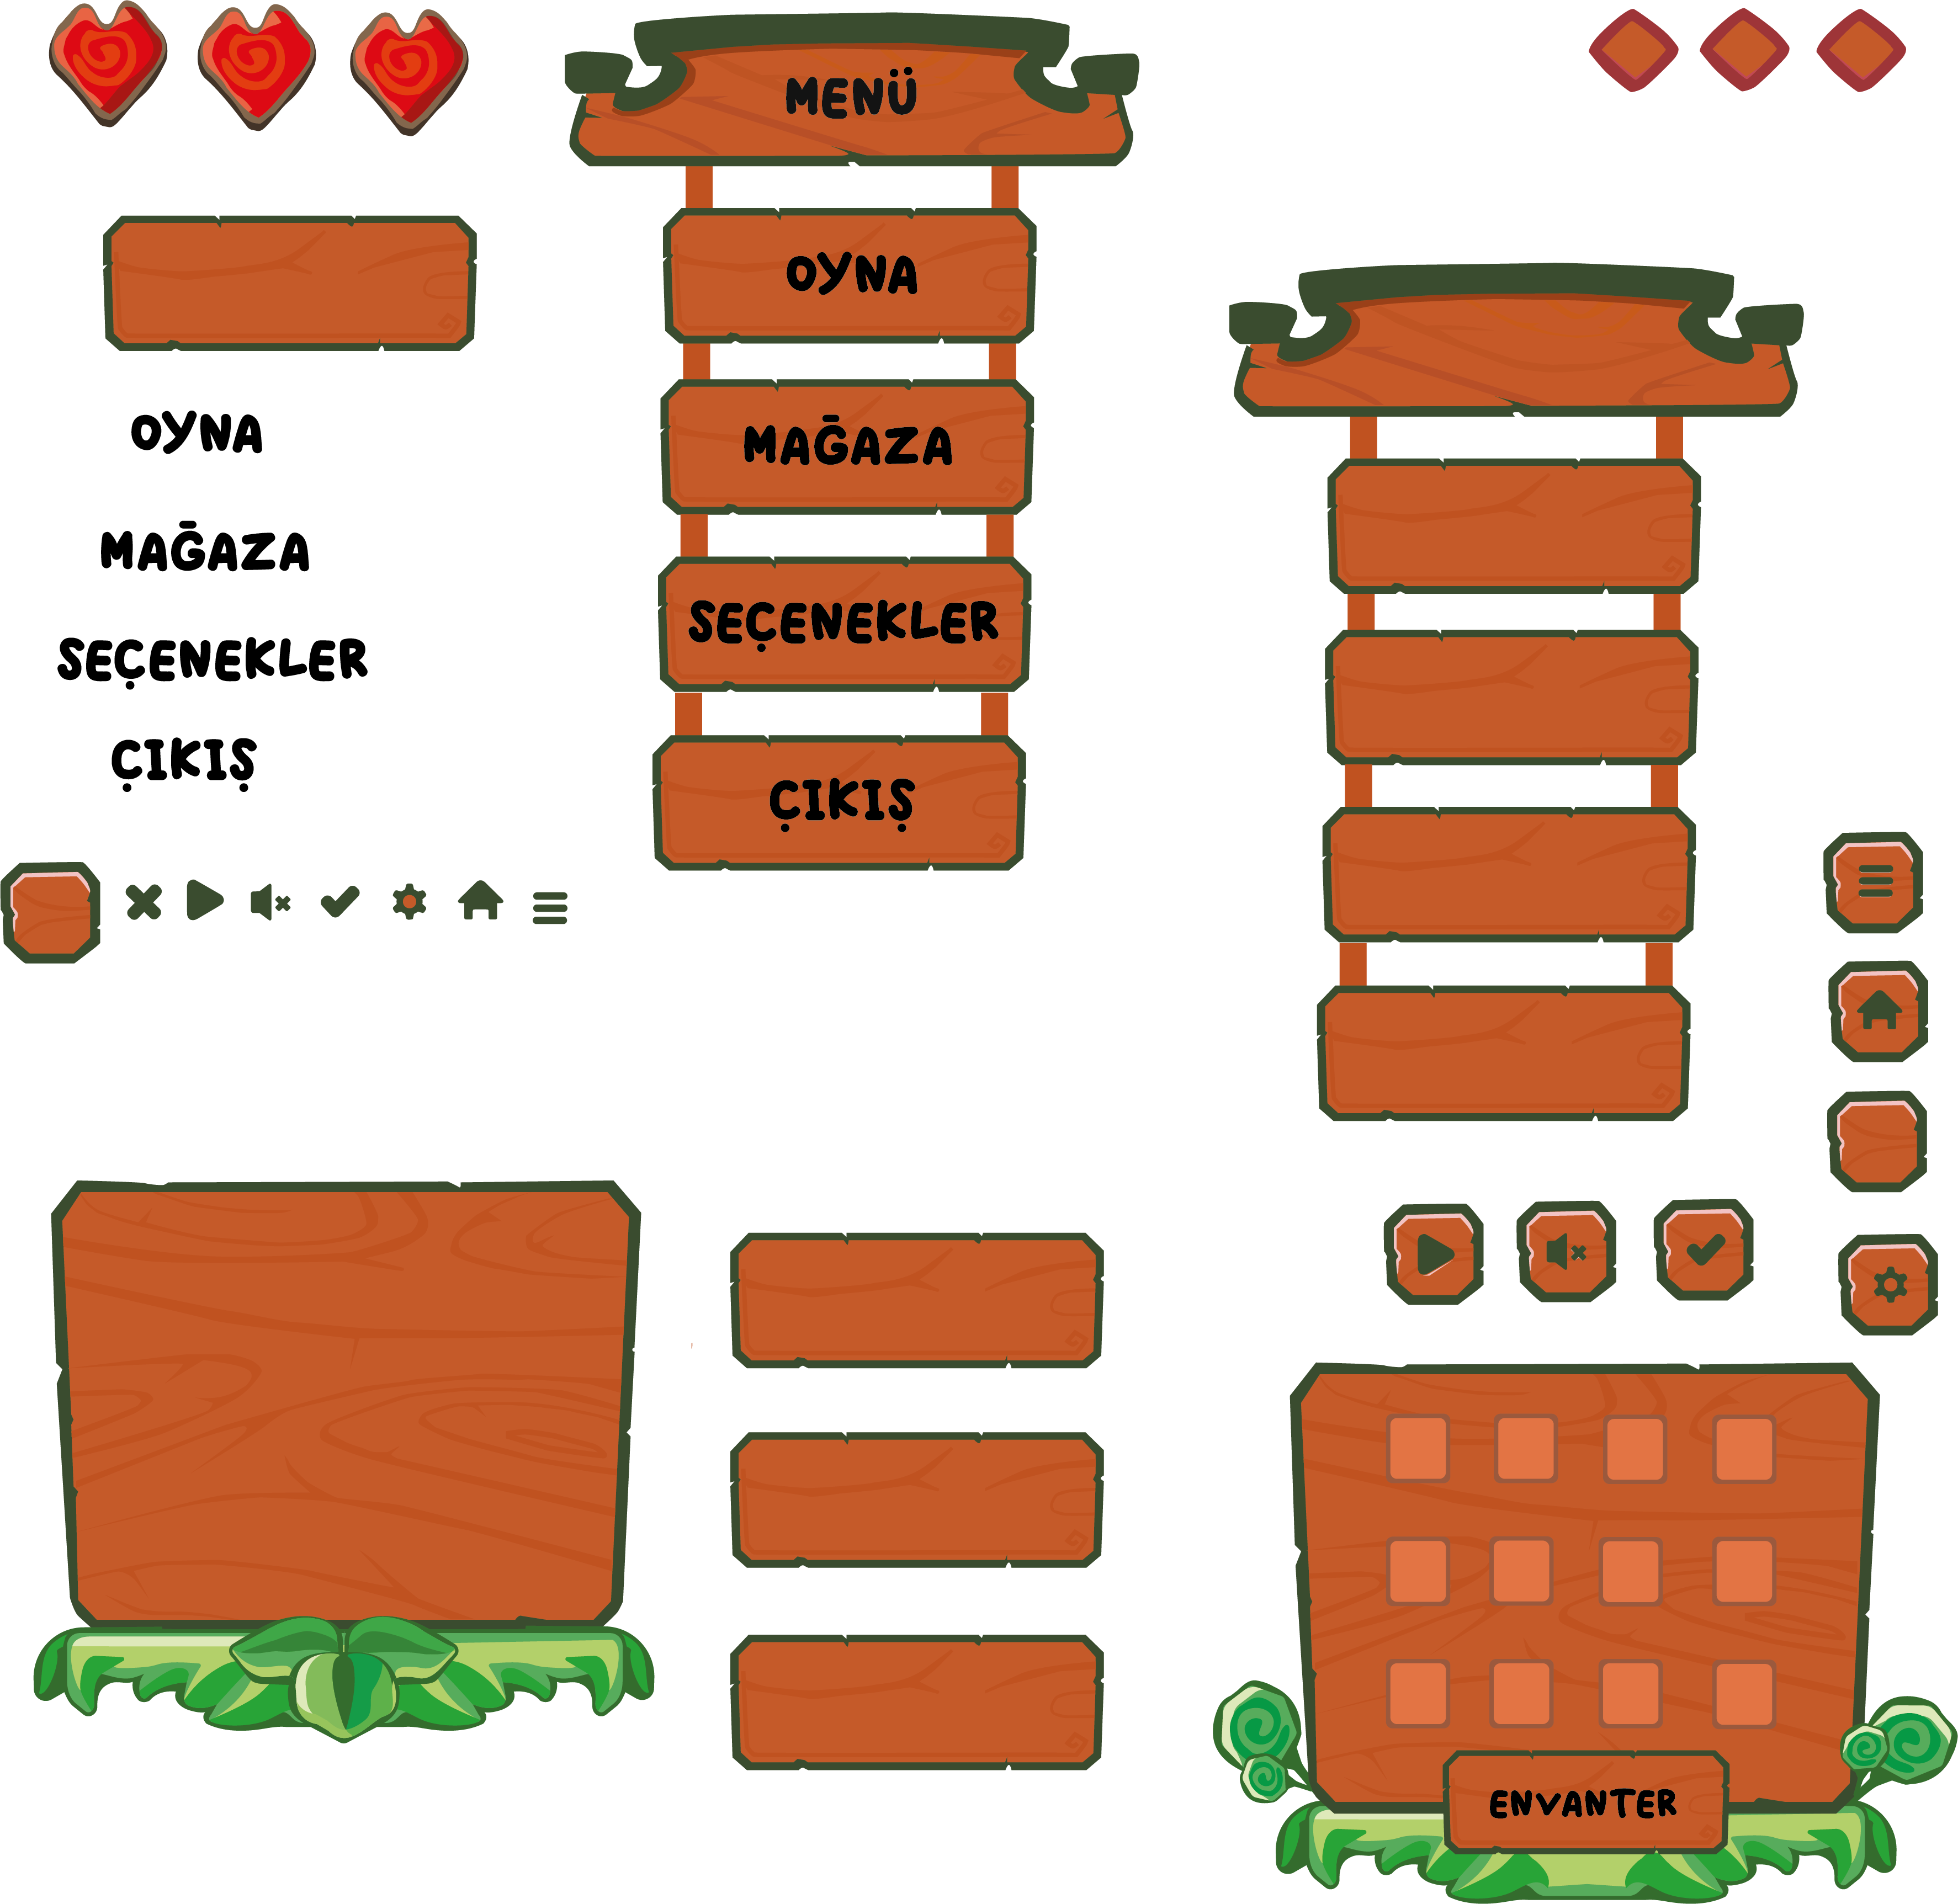 MENÜ
OYNA
MAĞAZA
SEÇENEKLER
ÇIKIŞ
OYNA
MAĞAZA
SEÇENEKLER
ÇIKIŞ
ENVANTER